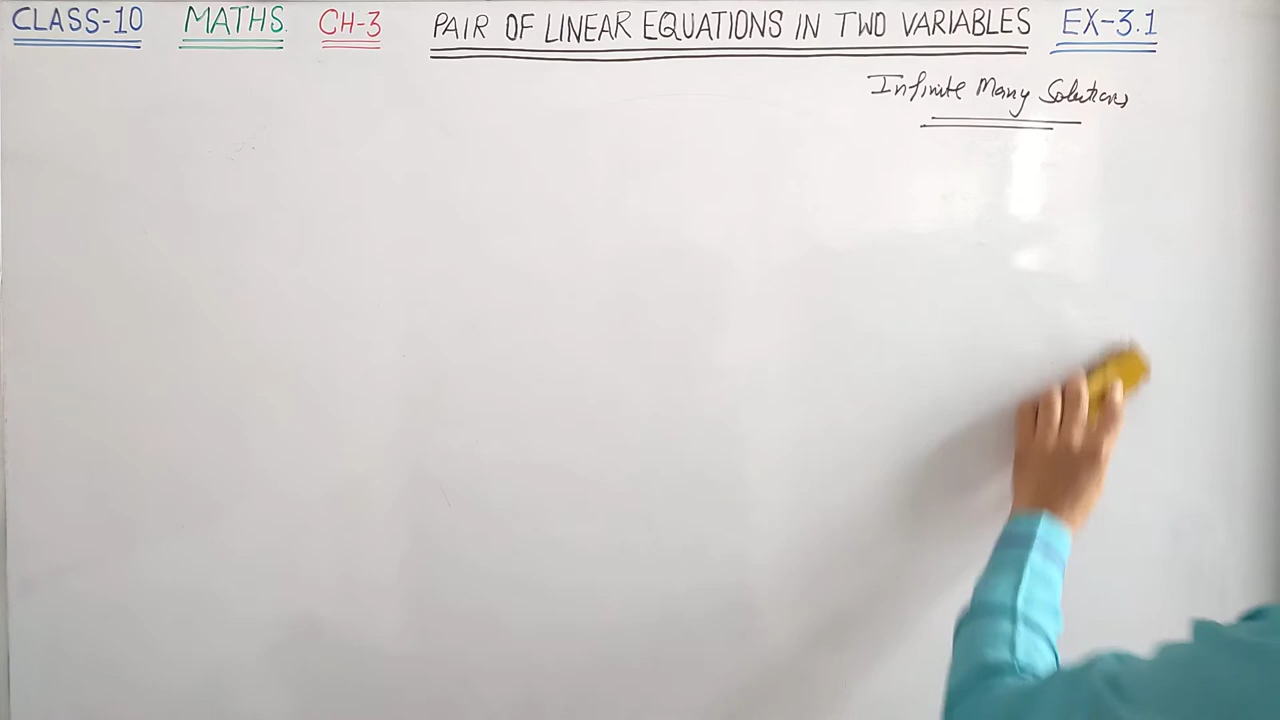 CLASS-10 MATHS. CH-3 PAIR OF LINEAR EQUATIONS IN TWO VARIABLES EX-3.1
Infinite Many Solutions